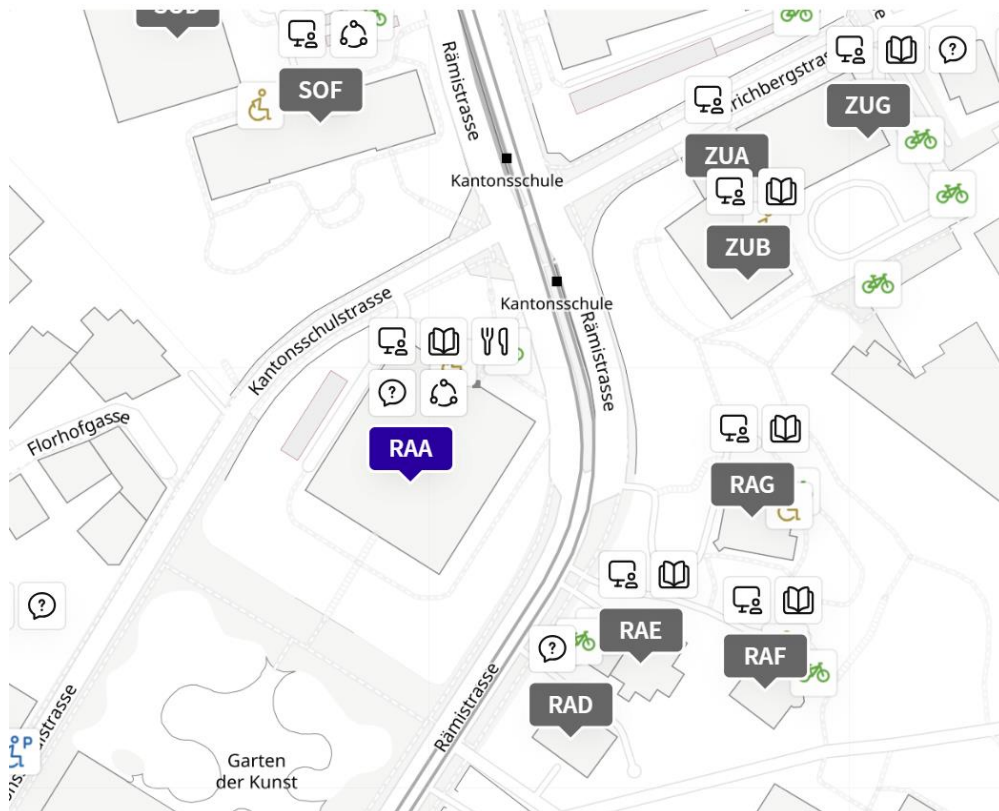 SOF
Rämistrasse
ZUG
ZUA
Kantonsschule
ZUB
Kantonsschule
Rämistrasse
Kantonsschulstrasse
RAA
Florhofgasse
RAG
RAE
RAF
RAD
Rämistrasse
Garten
der Kunst
P